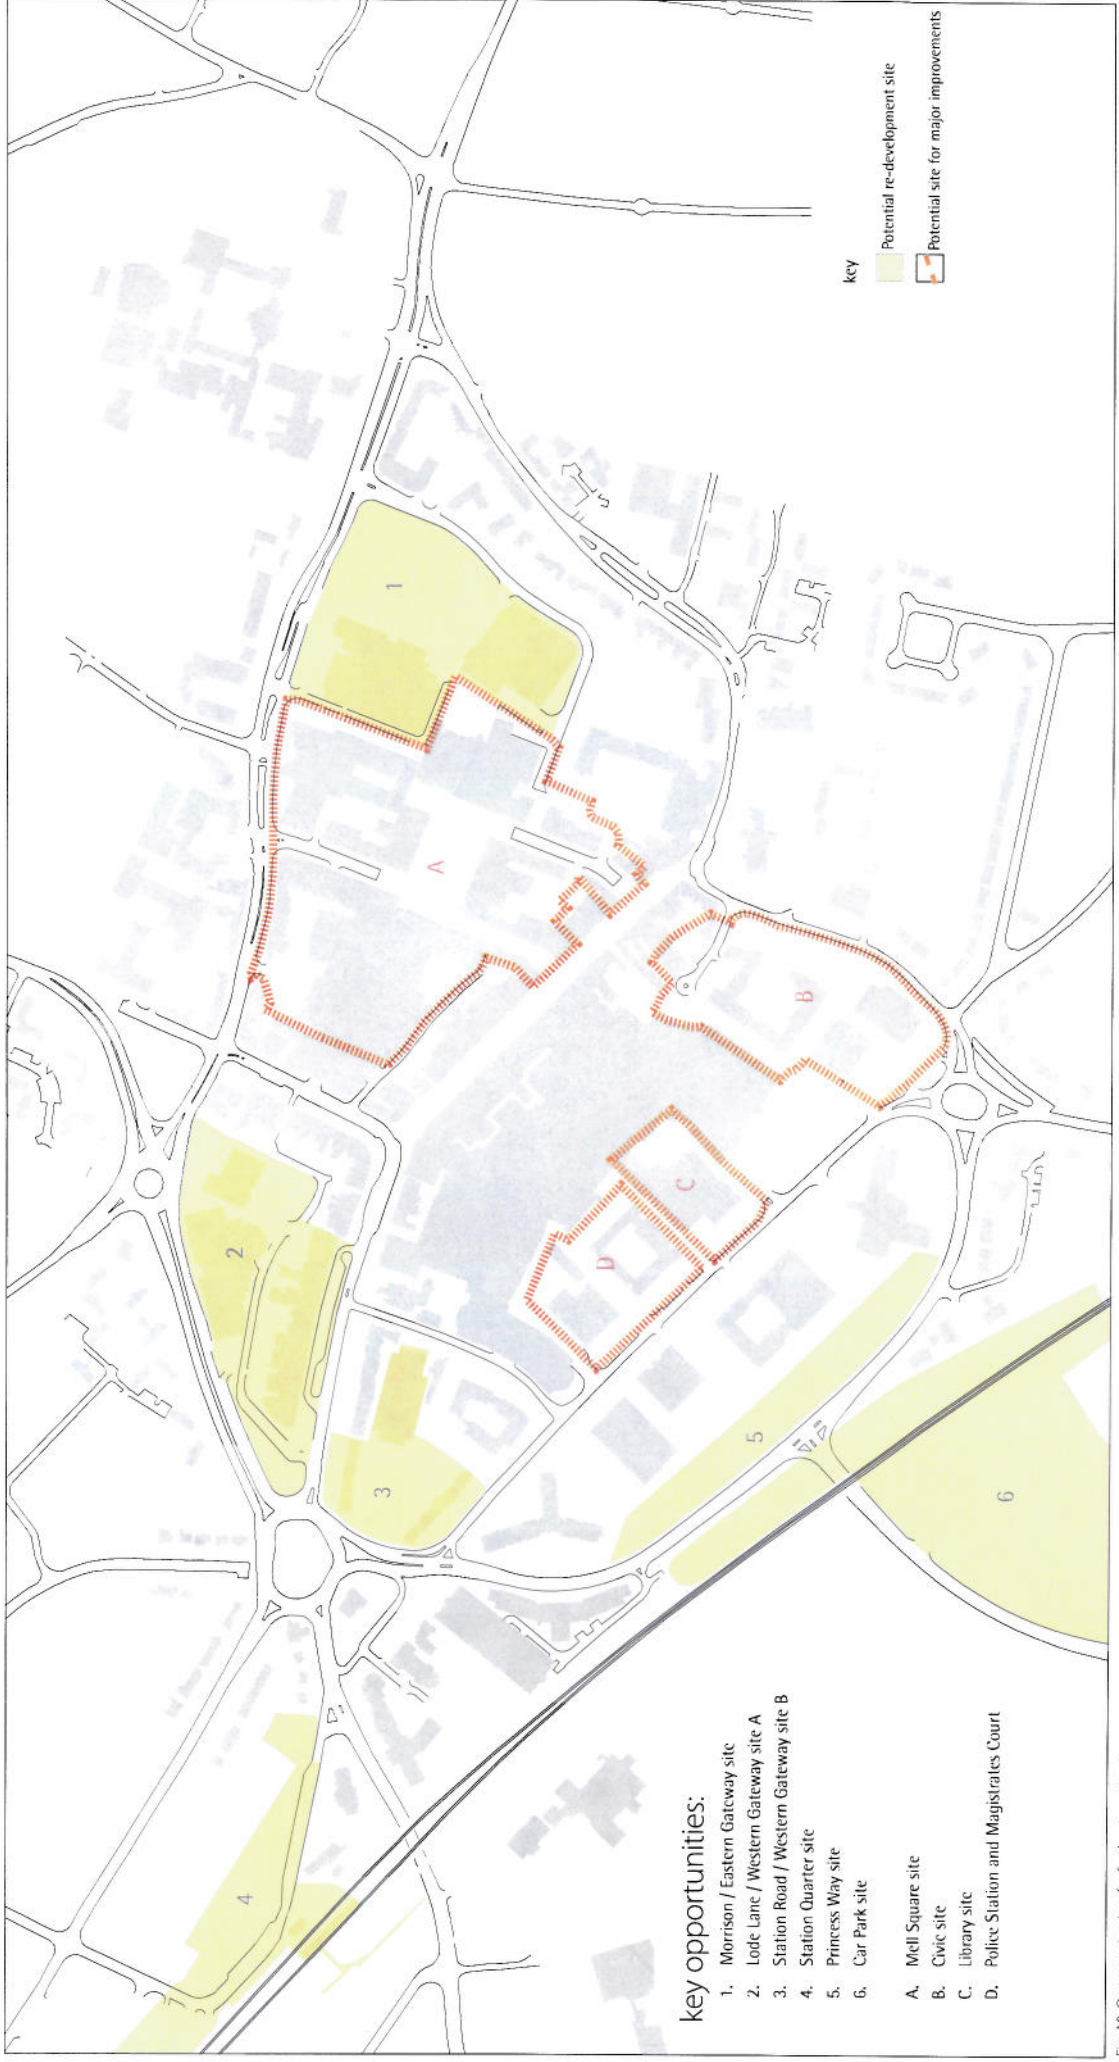 key opportunities:
1. Morrison / Eastern Gateway site
2. Lode Lane / Western Gateway site A
3. Station Road / Western Gateway site B
4. Station Quarter site
5. Princess Way site
6. Car Park site
A. Mell Square site
B. Civic site
C. Library site
D. Police Station and Magistrates Court
4
2
3
1
A
D
C
B
5
6
key
Potential re-development site
Potential site for major improvements